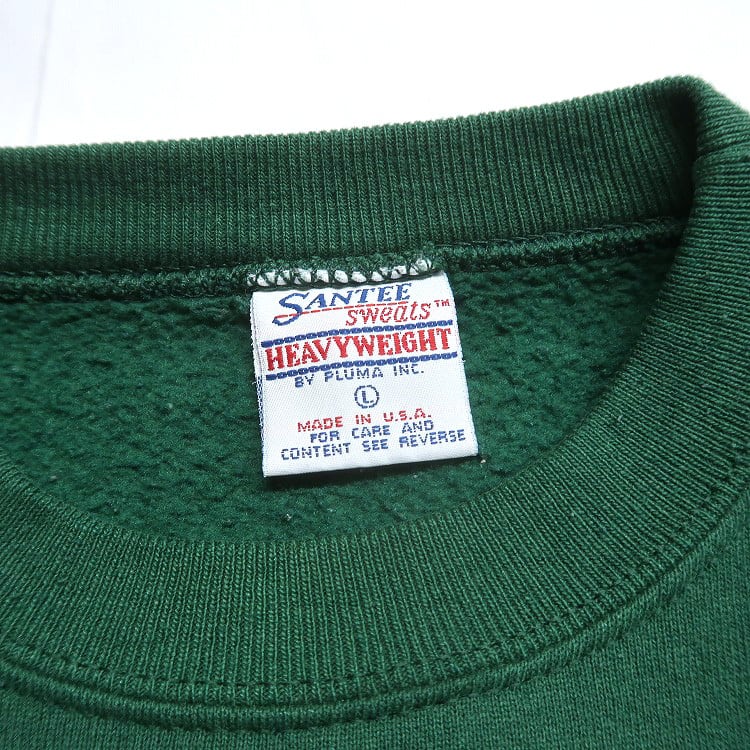 SANTEE
sweats™
HEAVYWEIGHT
BY PLUMA INC.
L
MADE IN U.S.A.
FOR CARE AND
CONTENT SEE REVERSE